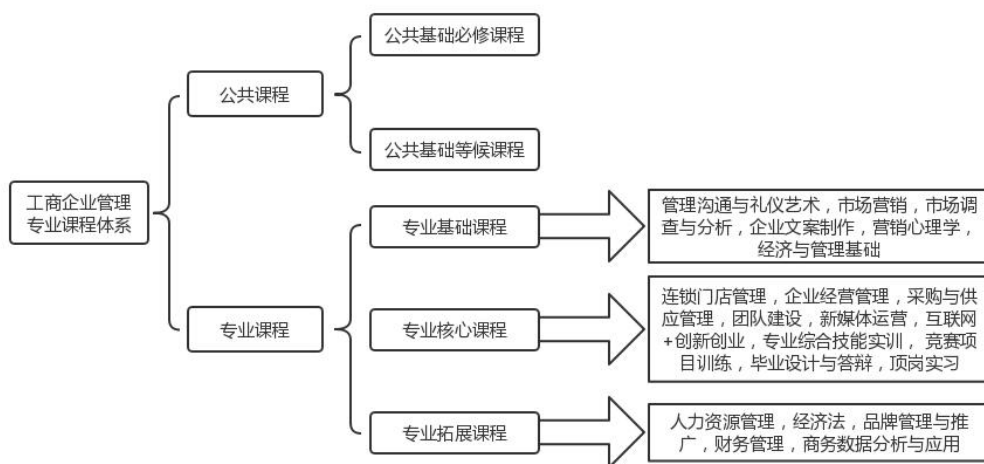 工商企业管理
专业课程体系
公共课程
公共基础必修课程
公共基础等候课程
专业课程
专业基础课程
管理沟通与礼仪艺术，市场营销，市场调
查与分析，企业文案制作，营销心理学，
经济与管理基础
专业核心课程
连锁门店管理，企业经营管理，采购与供
应管理，团队建设，新媒体运营，互联网
+创新创业，专业综合技能实训， 竞赛项
目训练，毕业设计与答辩，顶岗实习
专业拓展课程
人力资源管理，经济法，品牌管理与推
广，财务管理，商务数据分析与应用